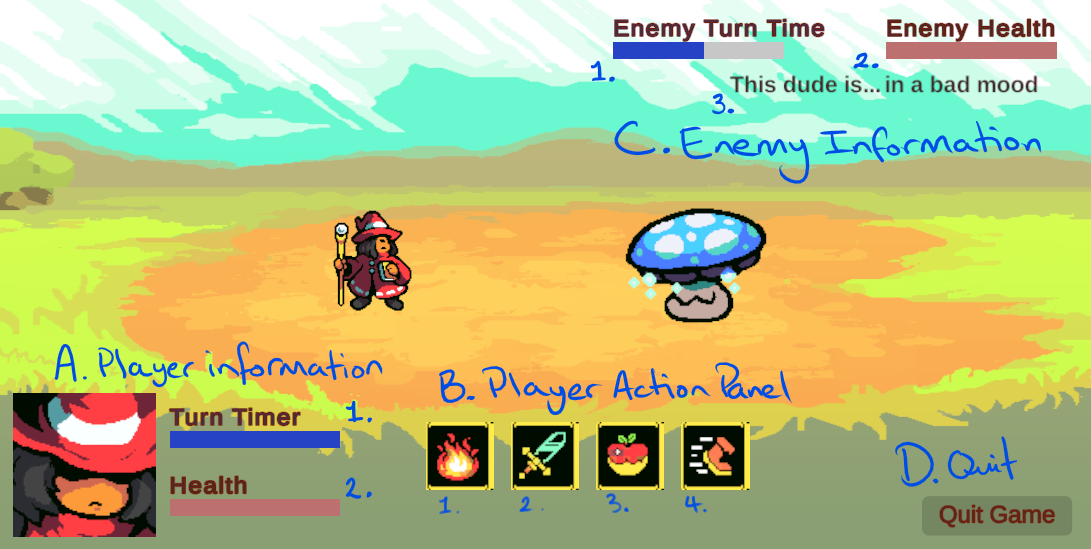 Enemy Turn Time
Enemy Health
1.
2.
This dude is... in a bad mood
3.
C. Enemy Information
A. Player information
B. Player Action Panel
Turn Timer 1.
Health 2.
1. 2. 3. 4.
D. Quit
Quit Game